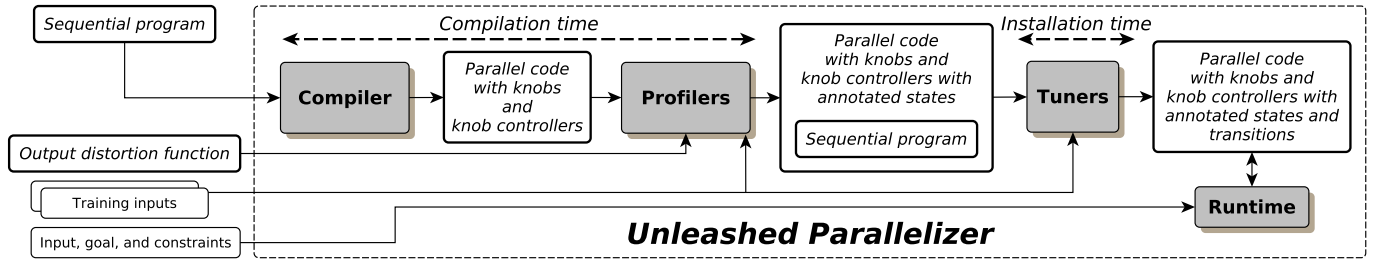 Sequential program
Compilation time
Installation time
Compiler
Parallel code
with knobs
and
knob controllers
Profilers
Parallel code
with knobs and
knob controllers with
annotated states
Sequential program
Tuners
Parallel code
with knobs and
knob controllers with
annotated states and
transitions
Output distortion function
Training inputs
Input, goal, and constraints
Runtime
Unleashed Parallelizer